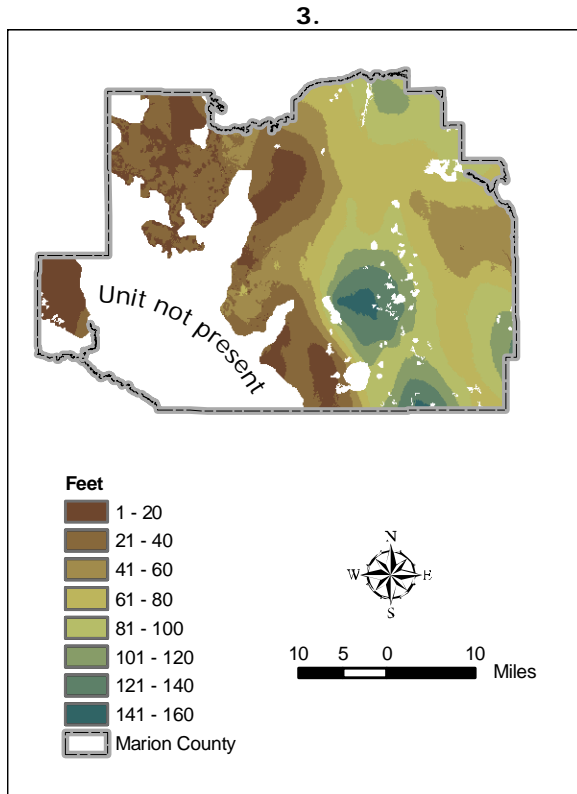 3.
Unit not present
Feet
1 - 20
21 - 40
41 - 60
61 - 80
81 - 100
101 - 120
121 - 140
141 - 160
Marion County
N
W E
S
10 5 0 10
Miles